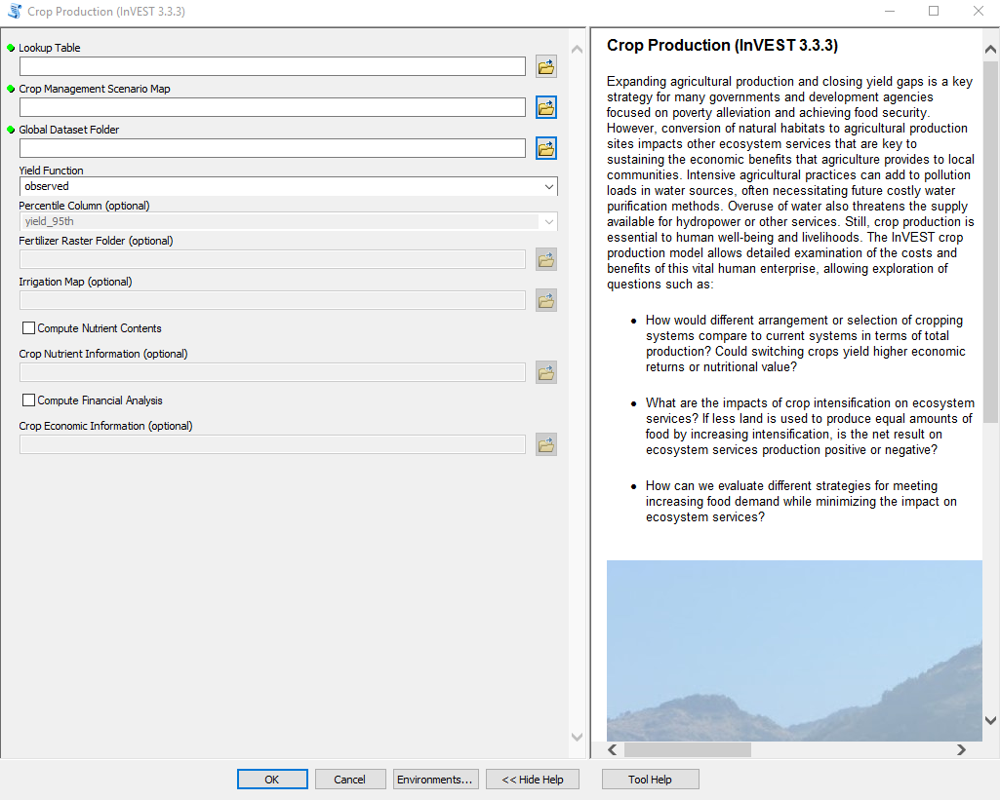 Crop Production (InVEST 3.3.3)
Lookup Table
Crop Management Scenario Map
Global Dataset Folder
Yield Function
observed
Percentile Column (optional)
yield_95th
Fertilizer Raster Folder (optional)
Irrigation Map (optional)
Compute Nutrient Contents
Crop Nutrient Information (optional)
Compute Financial Analysis
Crop Economic Information (optional)
Crop Production (InVEST 3.3.3)
Expanding agricultural production and closing yield gaps is a key
strategy for many governments and development agencies
focused on poverty alleviation and achieving food security.
However, conversion of natural habitats to agricultural production
sites impacts other ecosystem services that are key to
sustaining the economic benefits that agriculture provides to local
communities. Intensive agricultural practices can add to pollution
loads in water sources, often necessitating future costly water
purification methods. Overuse of water also threatens the supply
available for hydropower or other services. Still, crop production is
essential to human well-being and livelihoods. The InVEST crop
production model allows detailed examination of the costs and
benefits of this vital human enterprise, allowing exploration of
questions such as:
• How would different arrangement or selection of cropping
systems compare to current systems in terms of total
production? Could switching crops yield higher economic
returns or nutritional value?
• What are the impacts of crop intensification on ecosystem
services? If less land is used to produce equal amounts of
food by increasing intensification, is the net result on
ecosystem services production positive or negative?
• How can we evaluate different strategies for meeting
increasing food demand while minimizing the impact on
ecosystem services?
OK
Cancel
Environments...
<< Hide Help
Tool Help